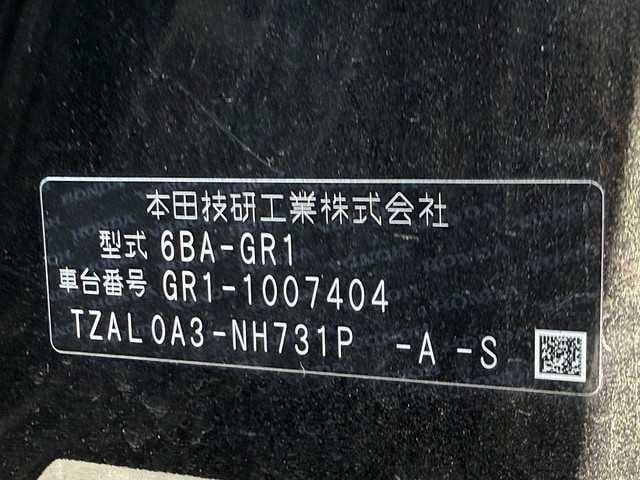 本田技研工業株式会社
型式 6BA-GR1
車台番号 GR1-1007404
TZAL0A3-NH731P -A -S